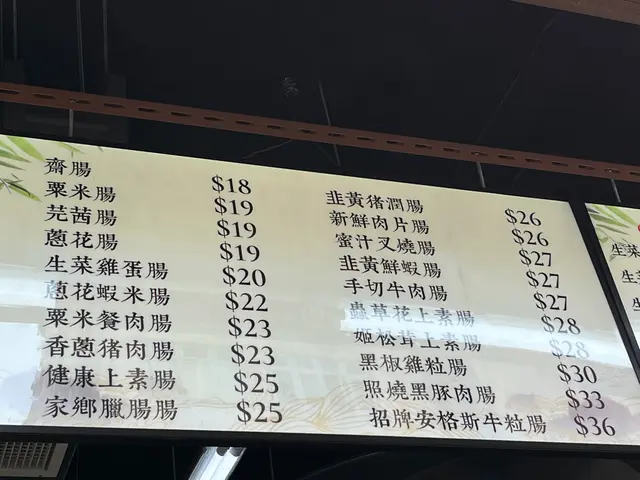 齋腸 $18
粟米腸 $19
芫茜腸 $19
蔥花腸 $19
生菜雞蛋腸 $20
蔥花蝦米腸 $22
粟米餐肉腸 $23
香蔥猪肉腸 $23
健康上素腸 $25
家鄉臘腸腸 $25
韭黃猪潤腸 $26
新鮮肉片腸 $26
蜜汁叉燒腸 $27
韭黃鮮蝦腸 $27
手切牛肉腸 $27
蟲草花上素腸 $28
姬松茸上素腸 $28
黑椒雞粒腸 $30
照燒黑豚肉腸 $33
招牌安格斯牛粒腸 $36
生菜
生